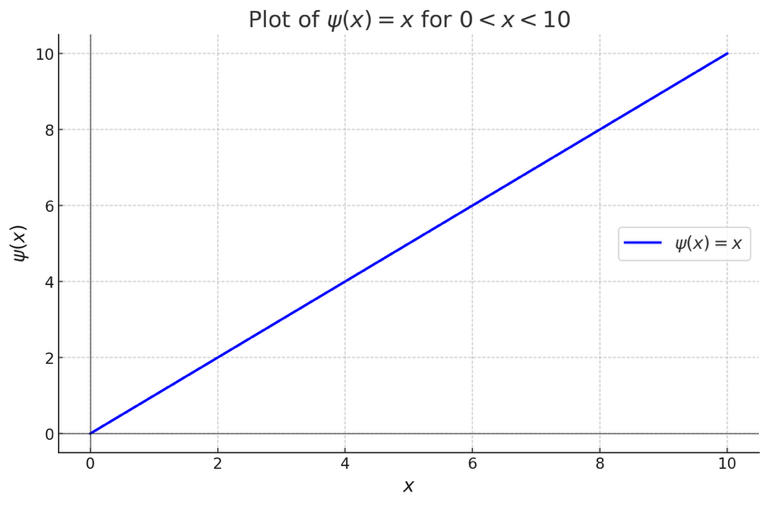 Plot of ψ(x) = x for 0 < x < 10
10
8
6
4
2
0
ψ(x)
ψ(x) = x
0 2 4 6 8 10
x